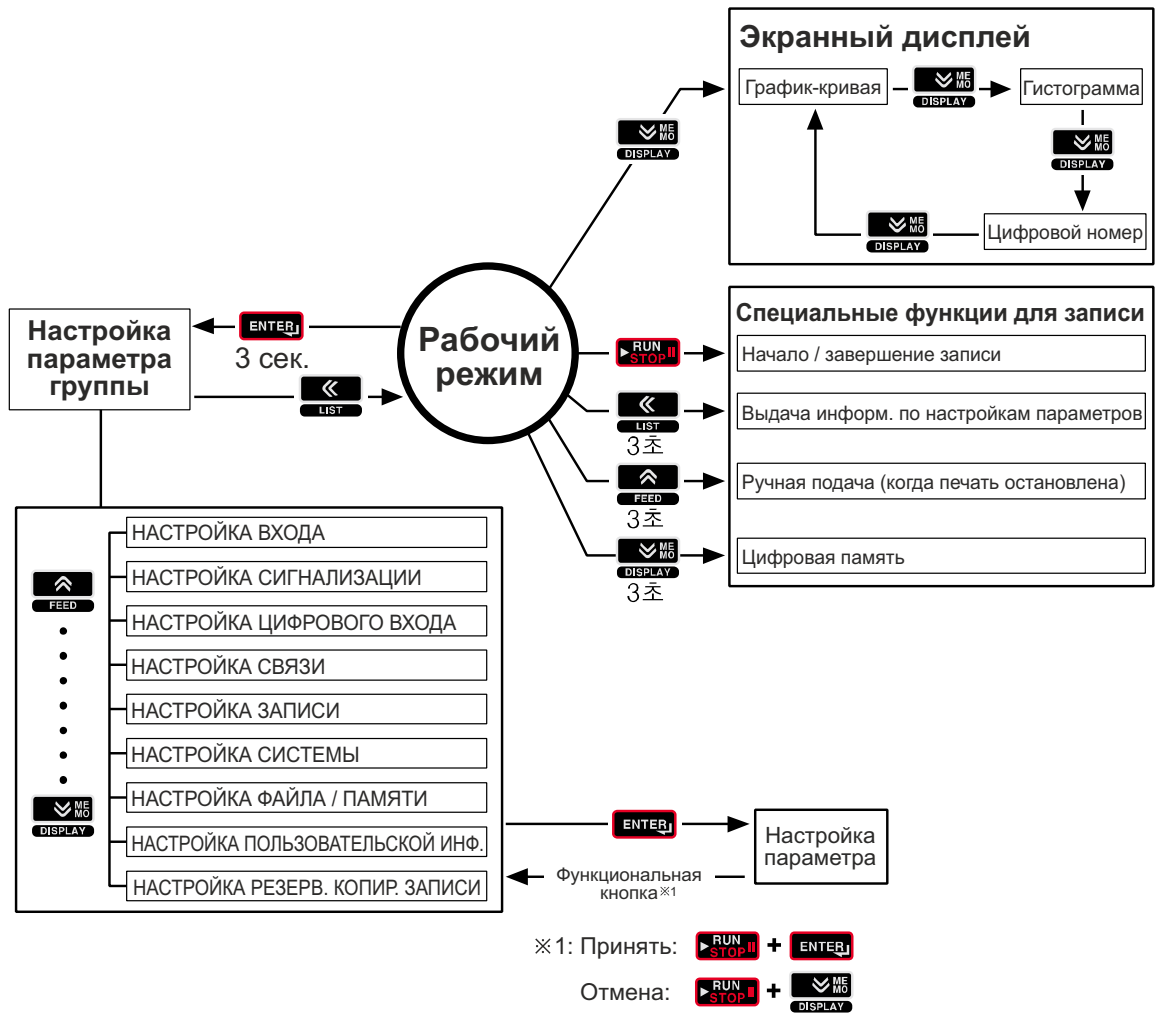 Экранный дисплей
График-кривая
ME
MO
DISPLAY
Гистограмма
ME
MO
DISPLAY
ME
MO
DISPLAY
Цифровой номер
ME
MO
DISPLAY
Настройка
параметра
группы
ENTER
3 сек.
LIST
Рабочий
режим
Специальные функции для записи
RUN
STOP
Начало / завершение записи
LIST
3초
Выдача информ. по настройкам параметров
FEED
3초
Ручная подача (когда печать остановлена)
ME
MO
DISPLAY
3초
Цифровая память
FEED
ME
MO
DISPLAY
НАСТРОЙКА ВХОДА
НАСТРОЙКА СИГНАЛИЗАЦИИ
НАСТРОЙКА ЦИФРОВОГО ВХОДА
НАСТРОЙКА СВЯЗИ
НАСТРОЙКА ЗАПИСИ
НАСТРОЙКА СИСТЕМЫ
НАСТРОЙКА ФАЙЛА / ПАМЯТИ
НАСТРОЙКА ПОЛЬЗОВАТЕЛЬСКОЙ ИНФ.
НАСТРОЙКА РЕЗЕРВ. КОПИР. ЗАПИСИ
ENTER
Настройка
параметра
Функциональная
кнопка※1
※1: Принять: RUN STOP + ENTER
Отмена: RUN STOP + ME MO DISPLAY